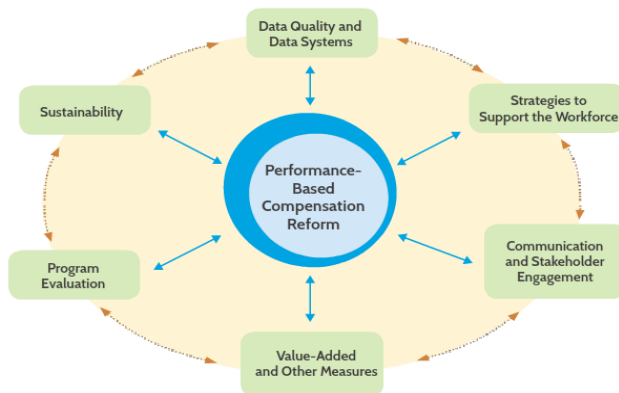 Data Quality and
Data Systems
Sustainability
Strategies to
Support the Workforce
Performance-
Based
Compensation
Reform
Program
Evaluation
Communication
and Stakeholder
Engagement
Value-Added
and Other Measures